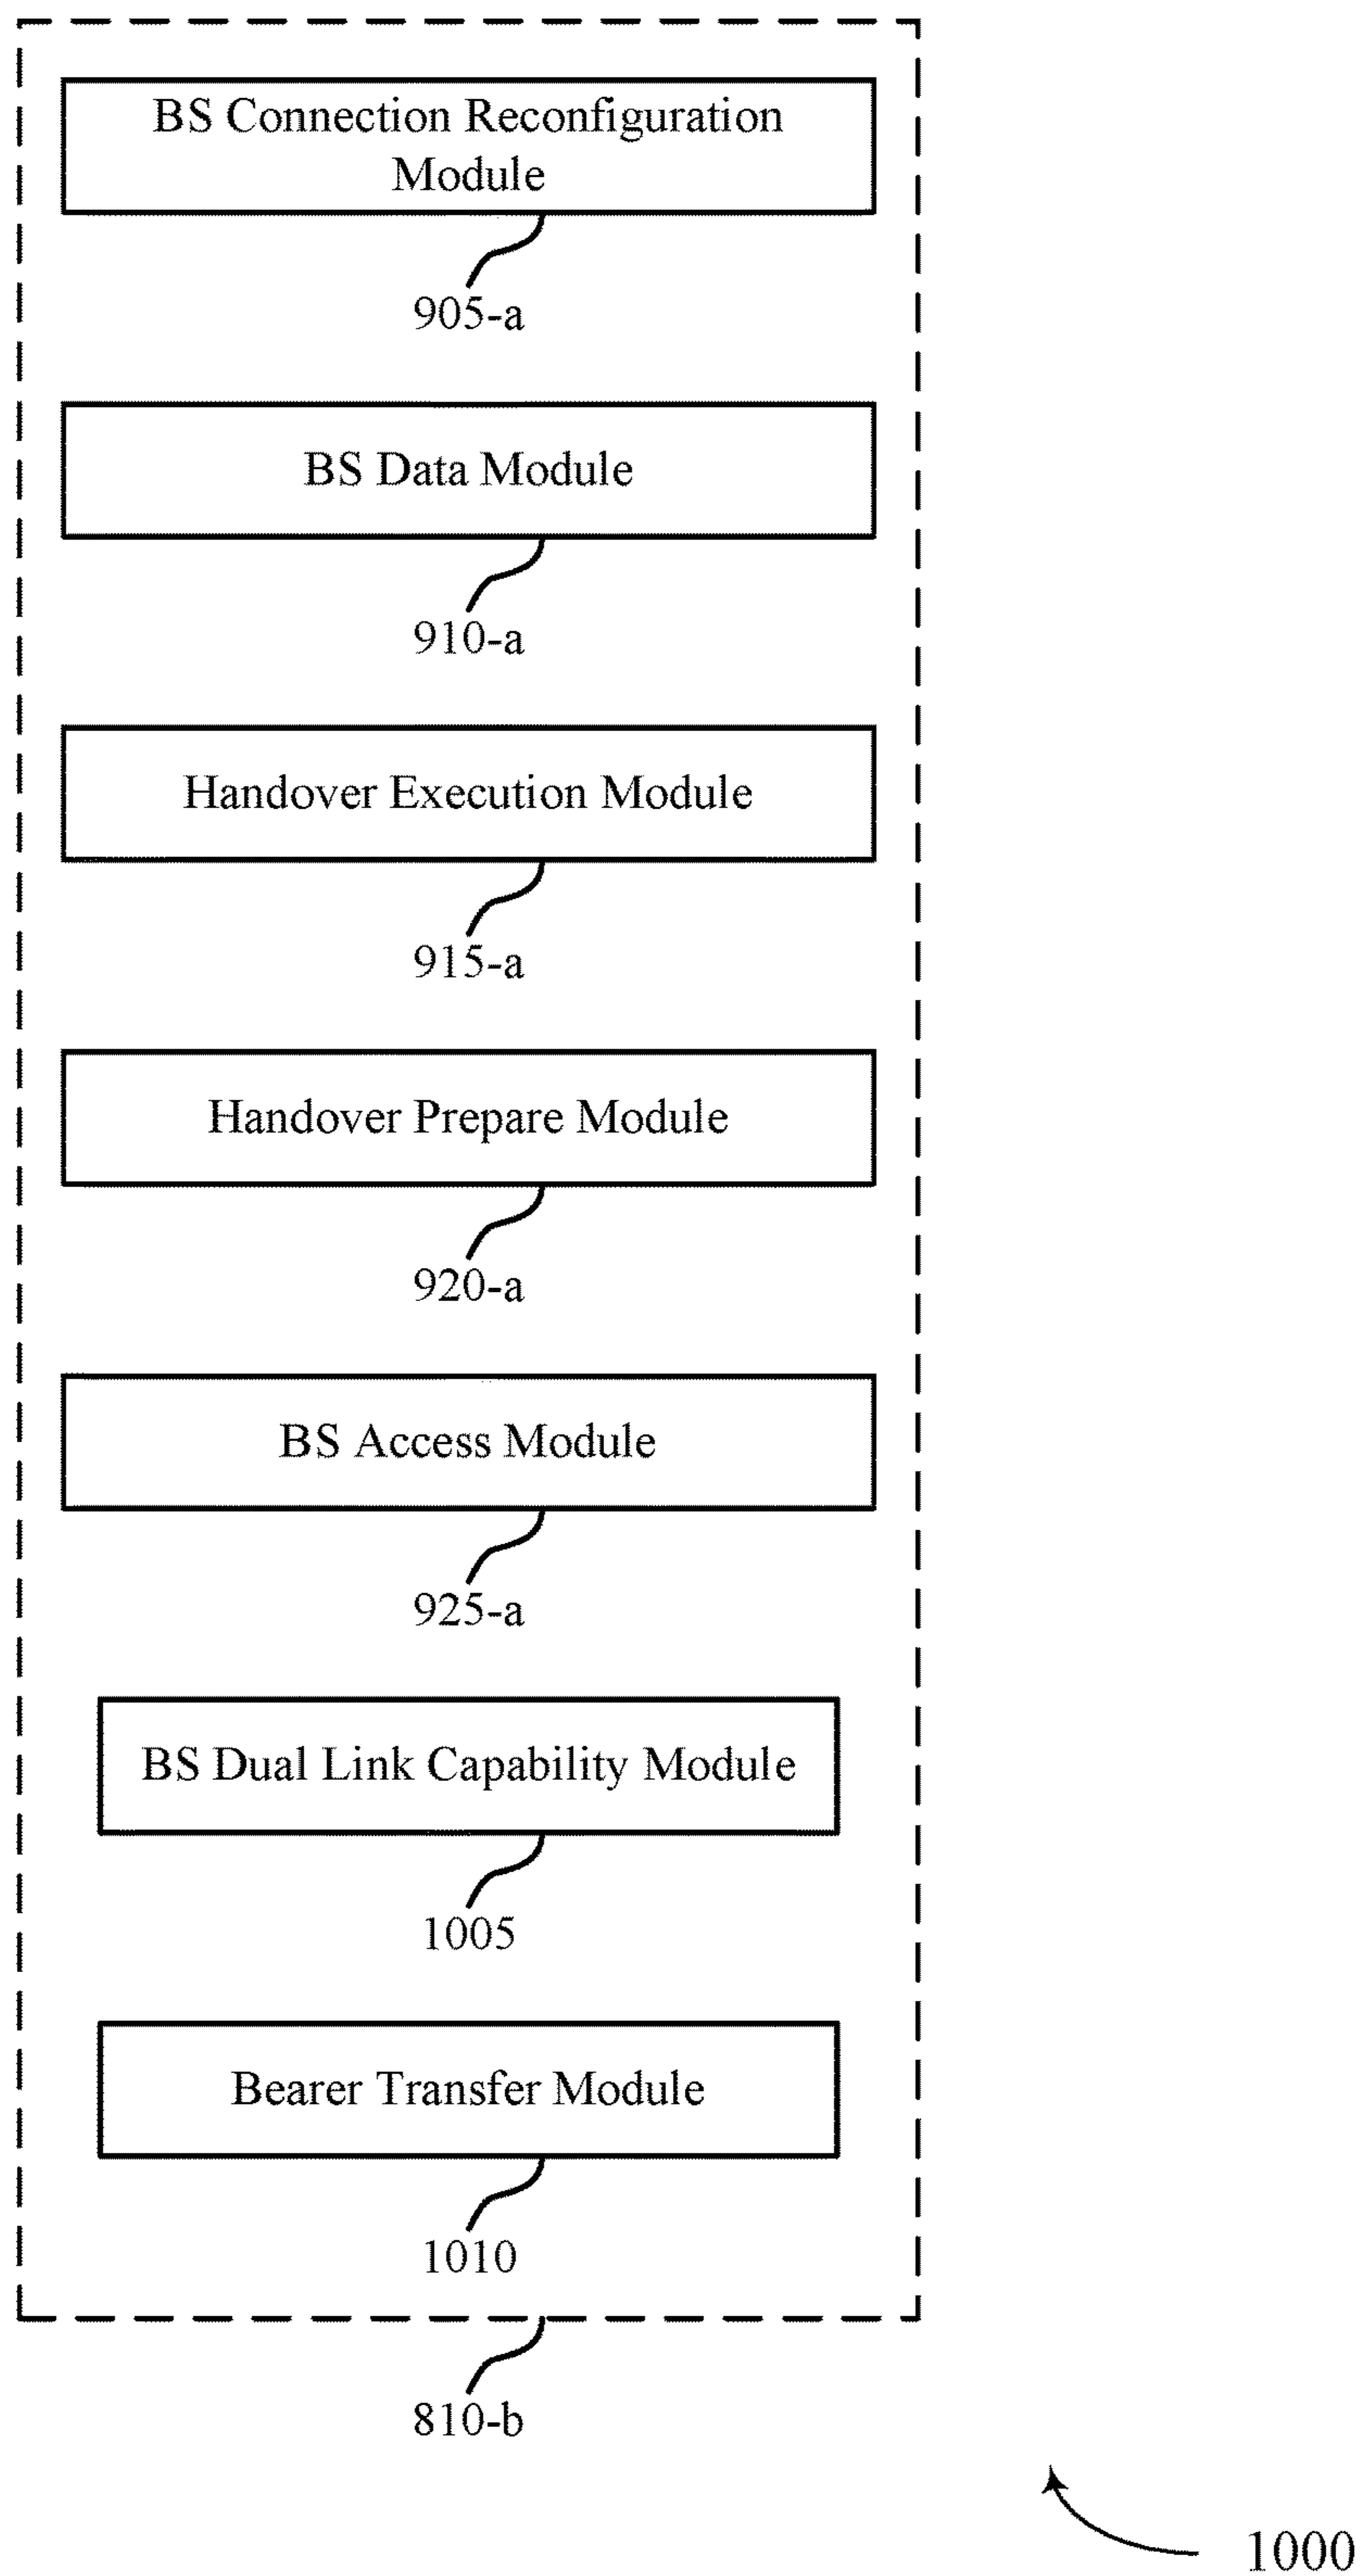 BS Connection Reconfiguration
Module
905-a
BS Data Module
910-a
Handover Execution Module
915-a
Handover Prepare Module
920-a
BS Access Module
925-a
BS Dual Link Capability Module
1005
Bearer Transfer Module
1010
810-b
1000